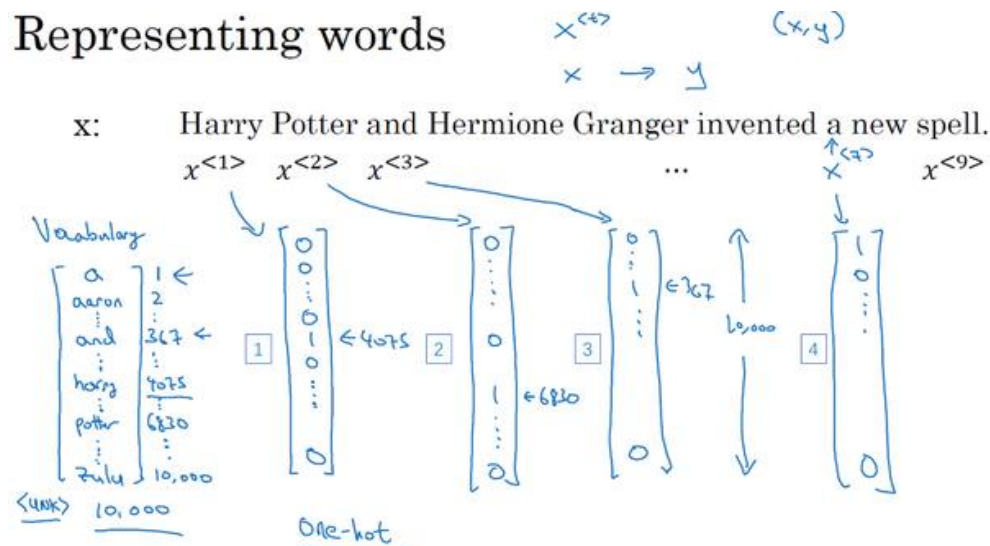 Representing words
x<t> (x,y)
x → y
x: Harry Potter and Hermione Granger invented a new spell.
x<1> x<2> x<3> ... x<7> x<9>
Vocabulary
a 1 ←
aaron 2
⋮ ⋮
and 367 ←
⋮ ⋮
harry 4075
⋮ ⋮
potter 6830
⋮ ⋮
zulu 10,000
<UNK> 10,000
0
0
⋮
0
1 ←4075
0
⋮
0
1
0
⋮
0
1 ←6830
⋮
0
2
0
⋮
1 ←367
⋮
0
3
10,000
1
0
⋮
0
4
One-hot